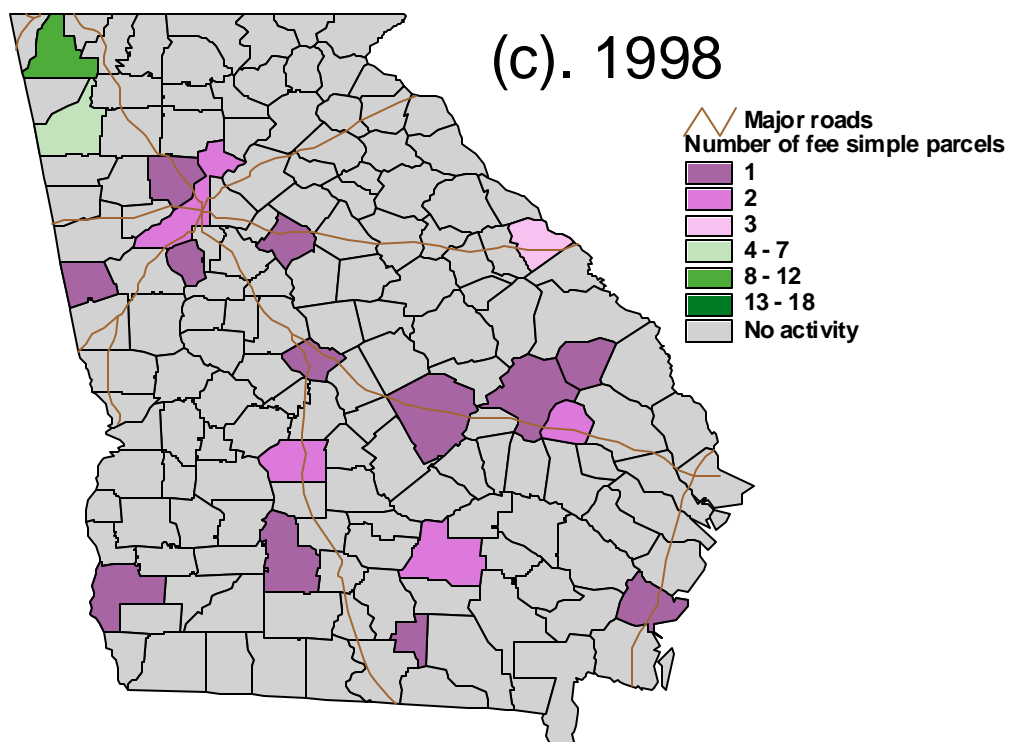 (c). 1998
Major roads
Number of fee simple parcels
1
2
3
4 - 7
8 - 12
13 - 18
No activity